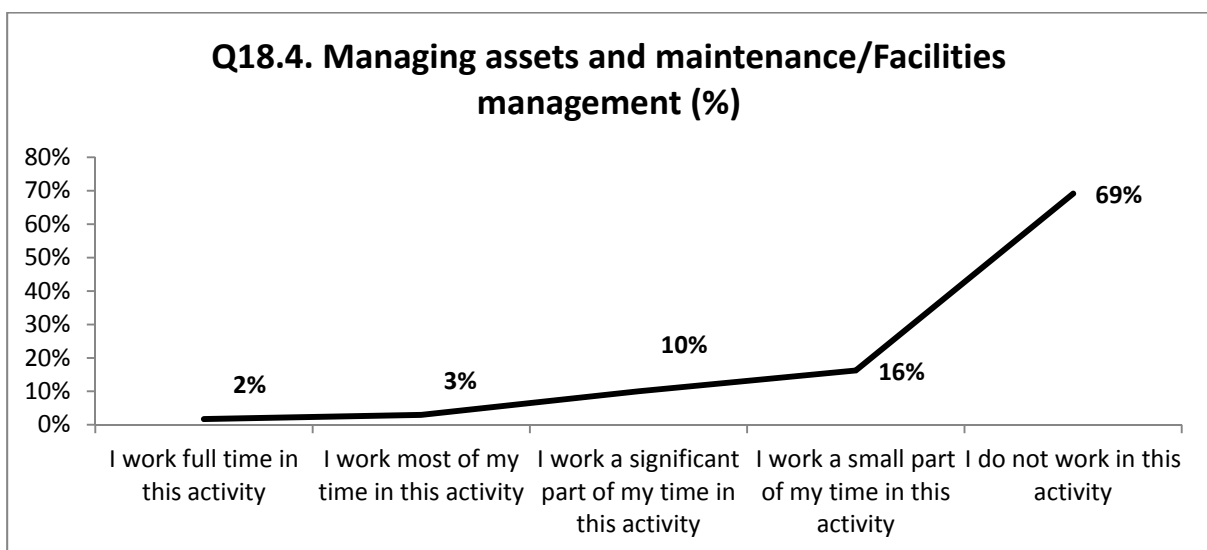 Q18.4. Managing assets and maintenance/Facilities
management (%)
80%
70%
60%
50%
40%
30%
20%
10%
0%
2%
3%
10%
16%
69%
I work full time in
this activity
I work most of my
time in this activity
I work a significant
part of my time in
this activity
I work a small part
of my time in this
activity
I do not work in this
activity